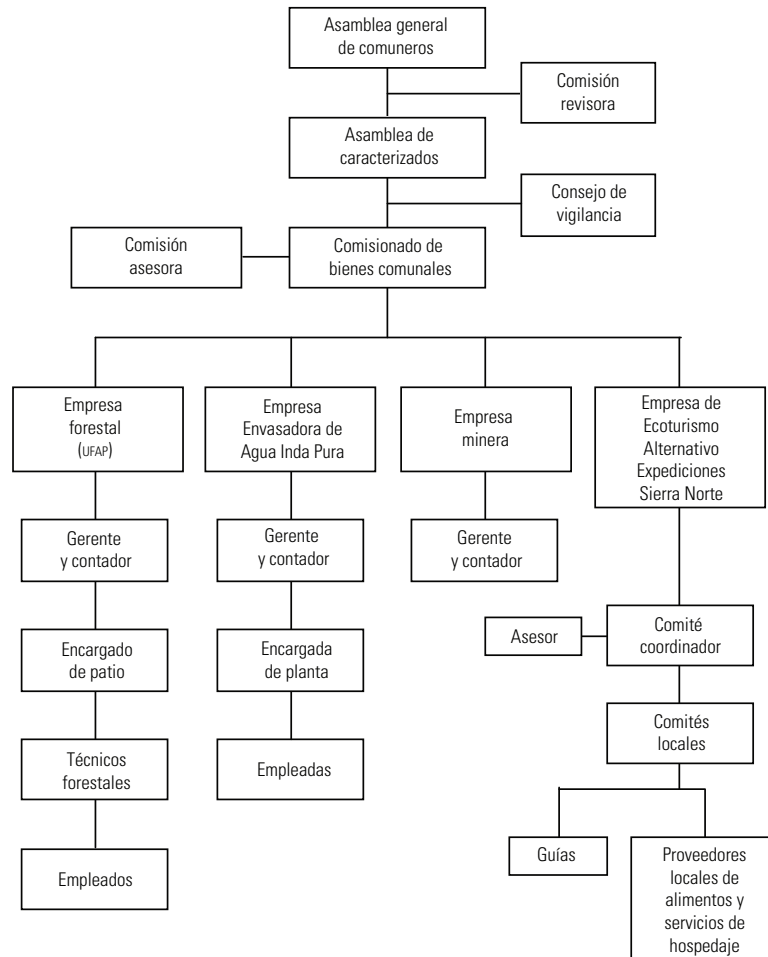 Asamblea general
de comuneros
Comisión
revisora
Asamblea de
caracterizados
Consejo de
vigilancia
Comisión
asesora
Comisionado de
bienes comunales
Empresa
forestal
(UFAP)
Empresa
Envasadora de
Agua Inda Pura
Empresa
minera
Empresa de
Ecoturismo
Alternativo
Expediciones
Sierra Norte
Gerente
y contador
Gerente
y contador
Gerente
y contador
Asesor
Comité
coordinador
Encargado
de patio
Encargada
de planta
Comités
locales
Técnicos
forestales
Empleadas
Guías
Proveedores
locales de
alimentos y
servicios de
hospedaje
Empleados